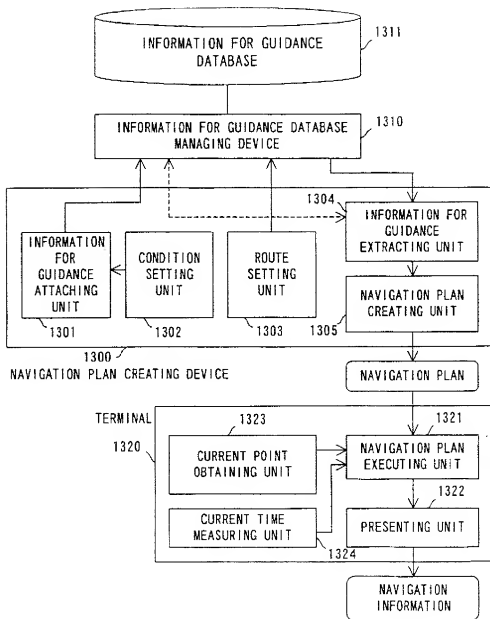 INFORMATION FOR GUIDANCE
DATABASE
1311
INFORMATION FOR GUIDANCE DATABASE
MANAGING DEVICE
1310
1304
INFORMATION FOR
GUIDANCE
EXTRACTING UNIT
INFORMATION
FOR
GUIDANCE
ATTACHING
UNIT
1301
CONDITION
SETTING
UNIT
1302
ROUTE
SETTING
UNIT
1303
NAVIGATION PLAN
CREATING UNIT
1305
1300
NAVIGATION PLAN CREATING DEVICE
NAVIGATION PLAN
TERMINAL
1320
1323
CURRENT POINT
OBTAINING UNIT
1321
NAVIGATION PLAN
EXECUTING UNIT
CURRENT TIME
MEASURING UNIT
1324
1322
PRESENTING UNIT
NAVIGATION
INFORMATION